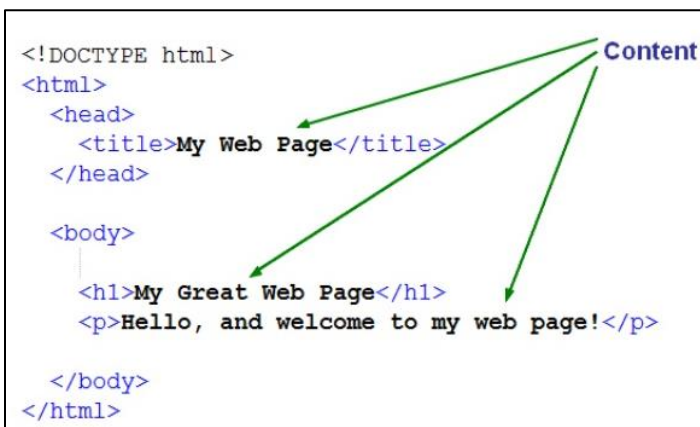 <!DOCTYPE html>
Content
<html>
<head>
<title>My Web Page</title>
</head>
<body>
<h1>My Great Web Page</h1>
<p>Hello, and welcome to my web page!</p>
</body>
</html>